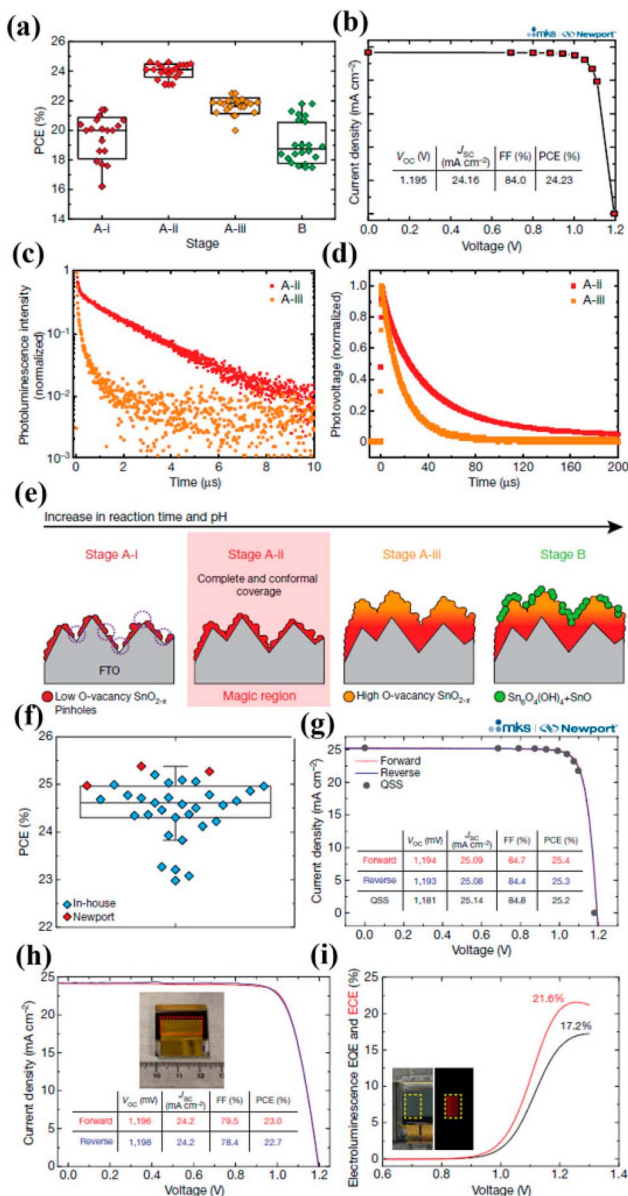 (a)
PCE (%)
26
24
22
20
18
16
14
A-i
A-ii
A-iii
B
Stage
(b)
mks
Newport
Current density (mA cm⁻²)
V_OC (V) J_SC (mA cm⁻²) FF (%) PCE (%)
1.195 24.16 84.0 24.23
0.0 0.2 0.4 0.6 0.8 1.0 1.2
Voltage (V)
(c)
Photoluminescence intensity
(normalized)
1
10⁻¹
10⁻²
10⁻³
A-ii
A-iii
0 2 4 6 8 10
Time (μs)
(d)
Photovoltage (normalized)
1.0
0.8
0.6
0.4
0.2
0.0
A-ii
A-iii
0 40 80 120 160 200
Time (μs)
(e)
Increase in reaction time and pH
Stage A-I
Stage A-ii
Stage A-iii
Stage B
Complete and conformal
coverage
FTO
Low O-vacancy SnO₂₋ₓ
Pinholes
Magic region
High O-vacancy SnO₂₋ₓ
Sn₆O₄(OH)₄+SnO
(f)
PCE (%)
26
25
24
23
22
In-house
Newport
(g)
mks
Newport
Current density (mA cm⁻²)
25
20
15
10
5
0
Forward
Reverse
QSS
V_OC (mV) J_SC (mA cm⁻²) FF (%) PCE (%)
Forward 1,194 25.09 84.7 25.4
Reverse 1,193 25.08 84.4 25.3
QSS 1,181 25.14 84.8 25.2
0.0 0.2 0.4 0.6 0.8 1.0 1.2
Voltage (V)
(h)
Current density (mA cm⁻²)
25
20
15
10
5
0
10 11 12 13
V_OC (mV) J_SC (mA cm⁻²) FF (%) PCE (%)
Forward 1,196 24.2 79.5 23.0
Reverse 1,198 24.2 78.4 22.7
0.0 0.2 0.4 0.6 0.8 1.0 1.2
Voltage (V)
(i)
Electroluminescence EQE and ECE (%)
25
20
15
10
5
0
21.6%
17.2%
0.6 0.8 1.0 1.2 1.4
Voltage (V)